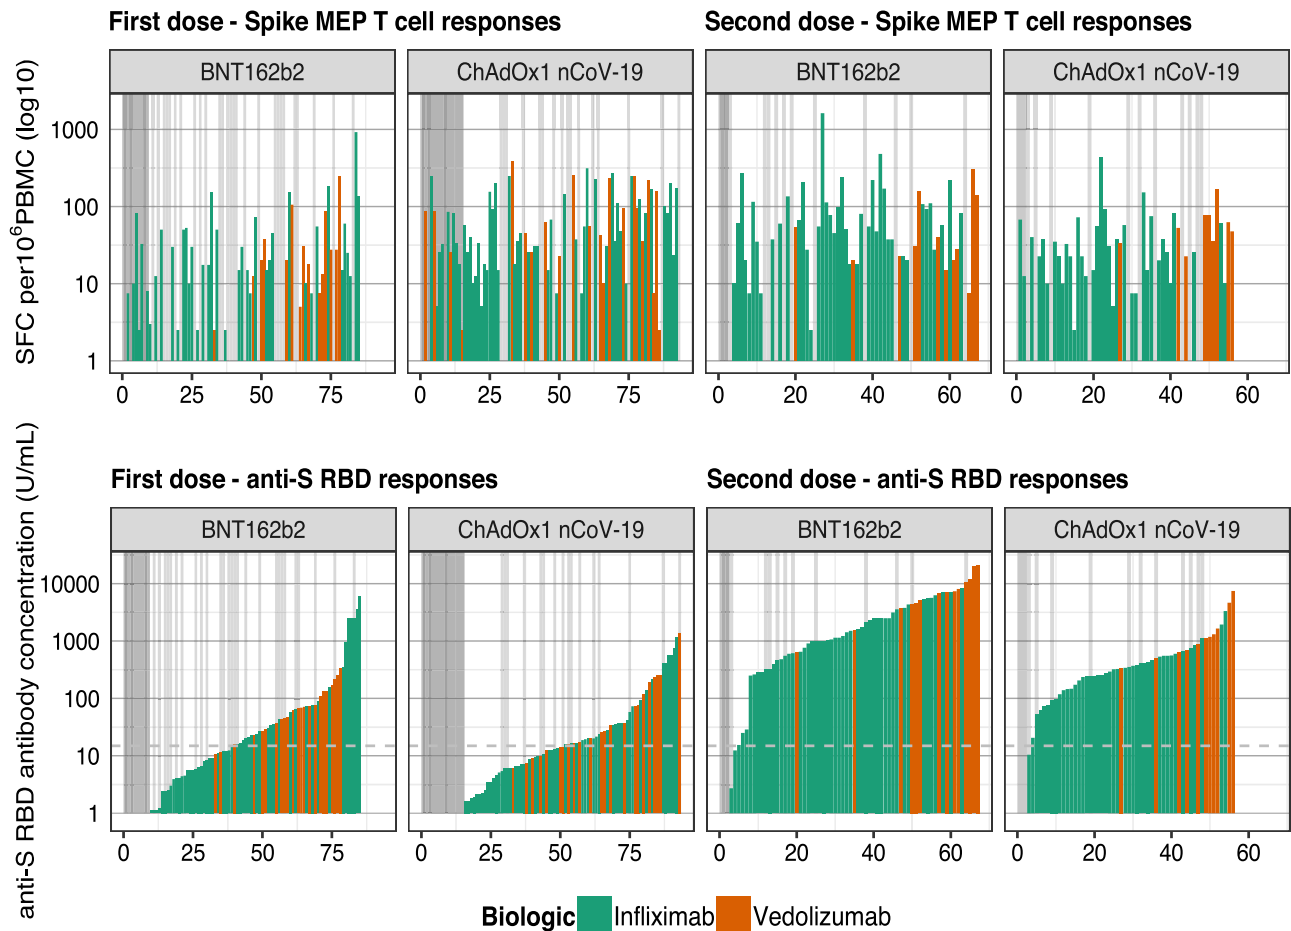 First dose - Spike MEP T cell responses
Second dose - Spike MEP T cell responses
BNT162b2
ChAdOx1 nCoV-19
BNT162b2
ChAdOx1 nCoV-19
SFC per10⁶PBMC (log10)
1000
100
10
1
0 25 50 75
0 25 50 75
0 20 40 60
0 20 40 60
First dose - anti-S RBD responses
Second dose - anti-S RBD responses
BNT162b2
ChAdOx1 nCoV-19
BNT162b2
ChAdOx1 nCoV-19
anti-S RBD antibody concentration (U/mL)
10000
1000
100
10
1
0 25 50 75
0 25 50 75
0 20 40 60
0 20 40 60
Biologic Infliximab Vedolizumab